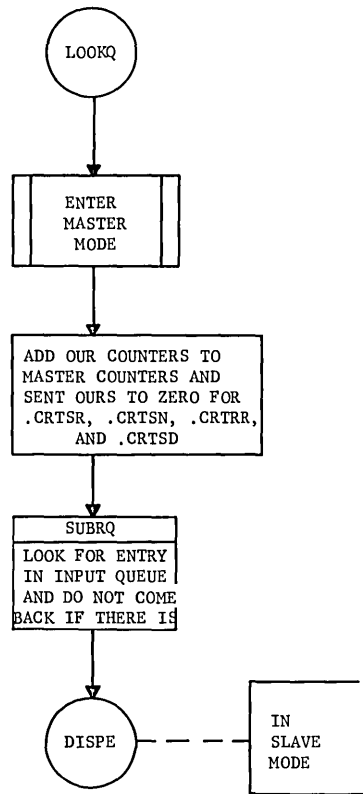 LOOKQ
ENTER
MASTER
MODE
ADD OUR COUNTERS TO
MASTER COUNTERS AND
SENT OURS TO ZERO FOR
.CRTSR, .CRTSN, .CRTRR,
AND .CRTSD
SUBRQ
LOOK FOR ENTRY
IN INPUT QUEUE
AND DO NOT COME
BACK IF THERE IS
DISPE
IN
SLAVE
MODE